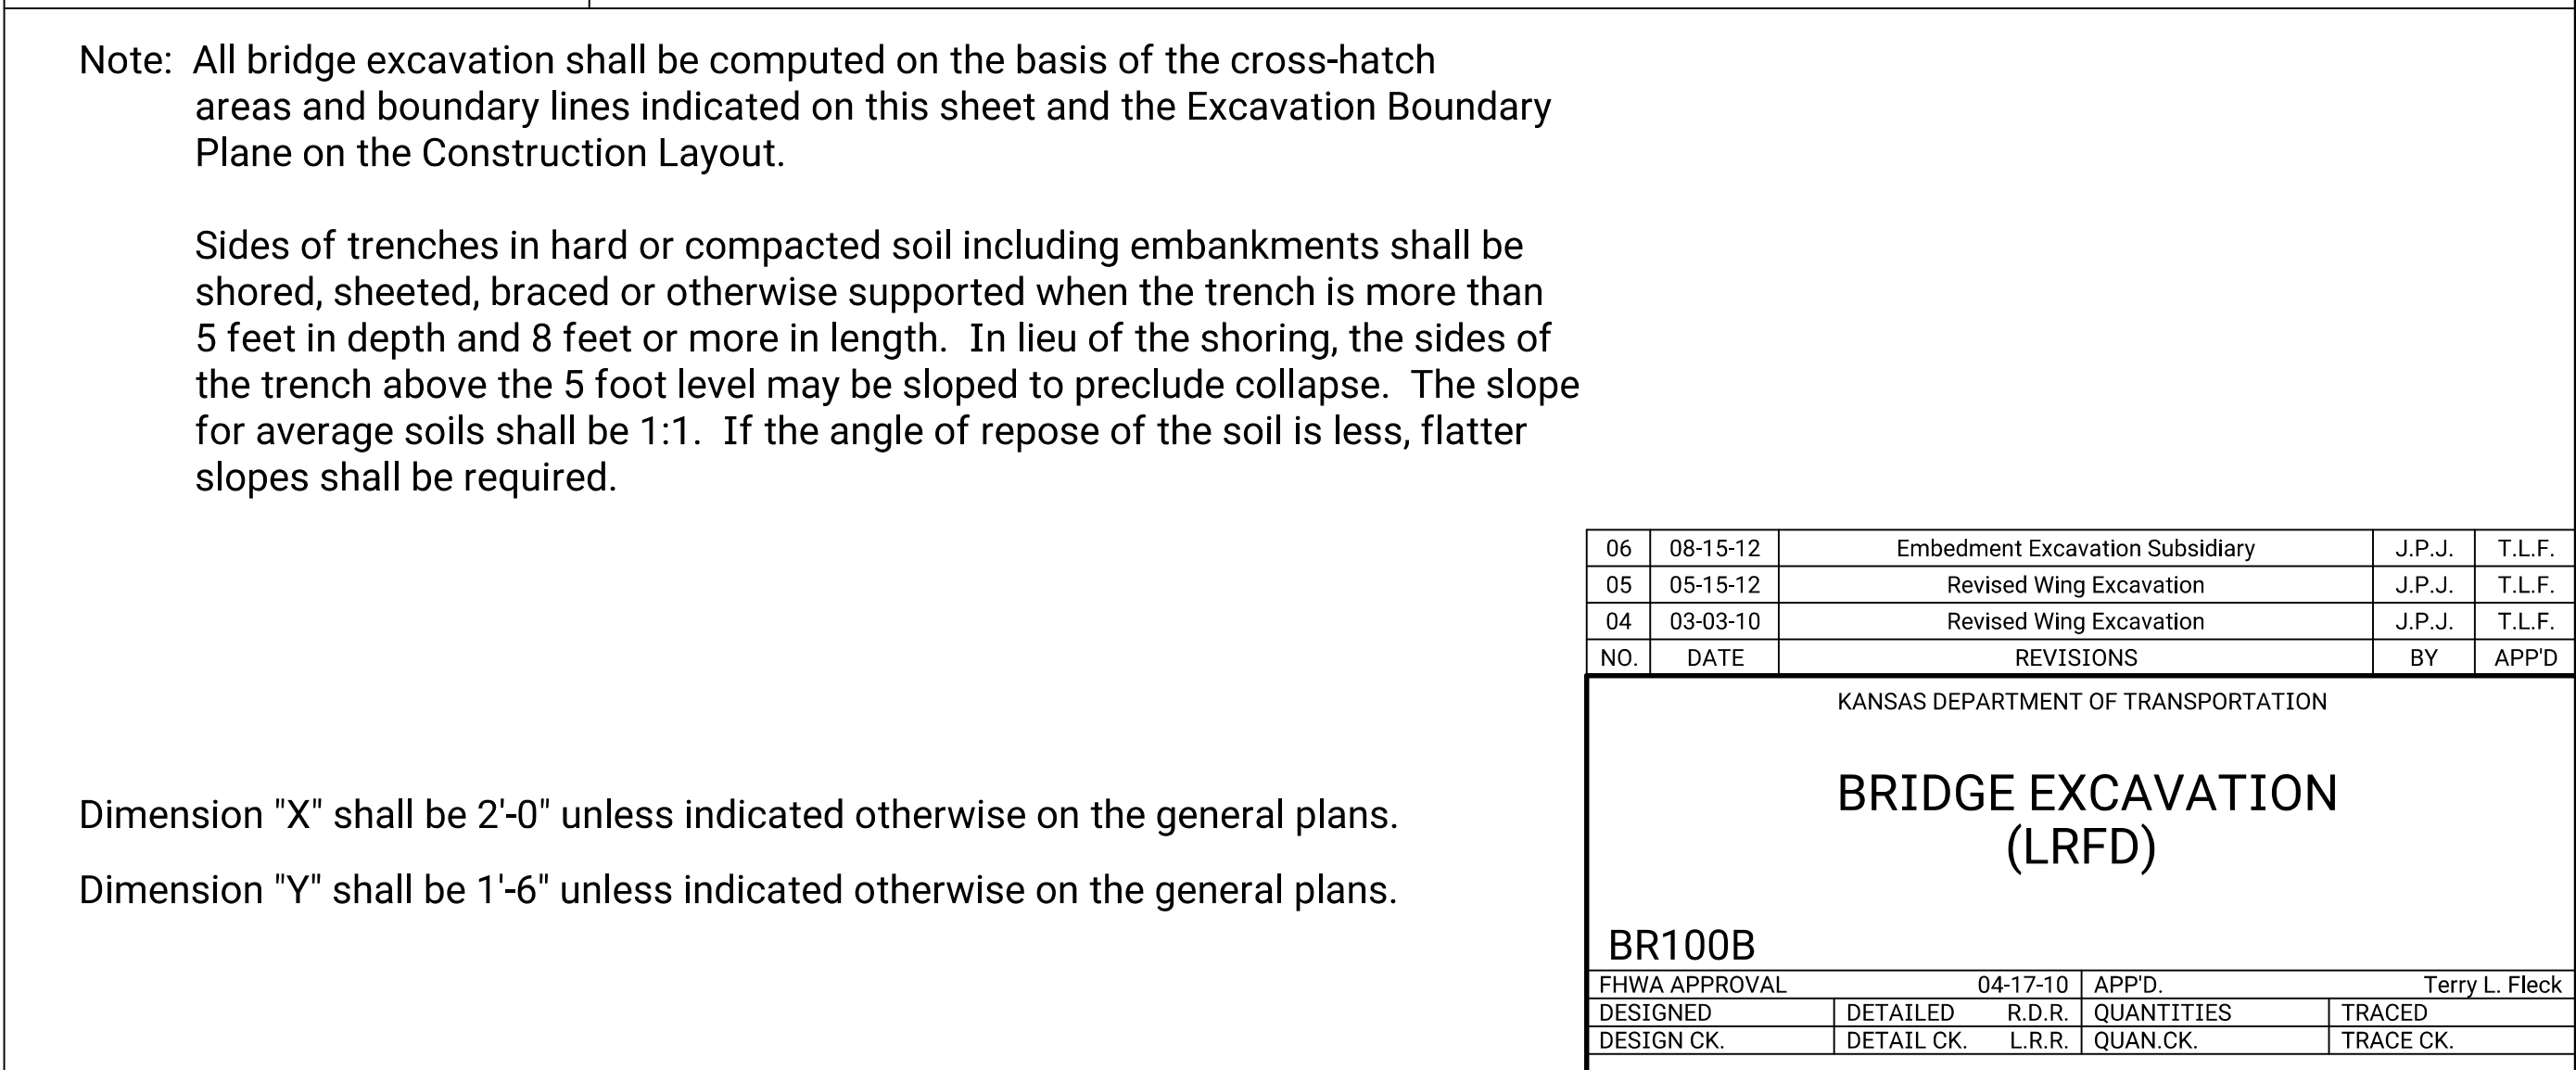 Note: All bridge excavation shall be computed on the basis of the cross-hatch
areas and boundary lines indicated on this sheet and the Excavation Boundary
Plane on the Construction Layout.
Sides of trenches in hard or compacted soil including embankments shall be
shored, sheeted, braced or otherwise supported when the trench is more than
5 feet in depth and 8 feet or more in length. In lieu of the shoring, the sides of
the trench above the 5 foot level may be sloped to preclude collapse. The slope
for average soils shall be 1:1. If the angle of repose of the soil is less, flatter
slopes shall be required.
Dimension "X" shall be 2'-0" unless indicated otherwise on the general plans.
Dimension "Y" shall be 1'-6" unless indicated otherwise on the general plans.
06 08-15-12 Embedment Excavation Subsidiary J.P.J. T.L.F.
05 05-15-12 Revised Wing Excavation J.P.J. T.L.F.
04 03-03-10 Revised Wing Excavation J.P.J. T.L.F.
NO. DATE REVISIONS BY APP'D
KANSAS DEPARTMENT OF TRANSPORTATION
BRIDGE EXCAVATION
(LRFD)
BR100B
FHWA APPROVAL 04-17-10 APP'D. Terry L. Fleck
DESIGNED DETAILED R.D.R. QUANTITIES TRACED
DESIGN CK. DETAIL CK. L.R.R. QUAN.CK. TRACE CK.